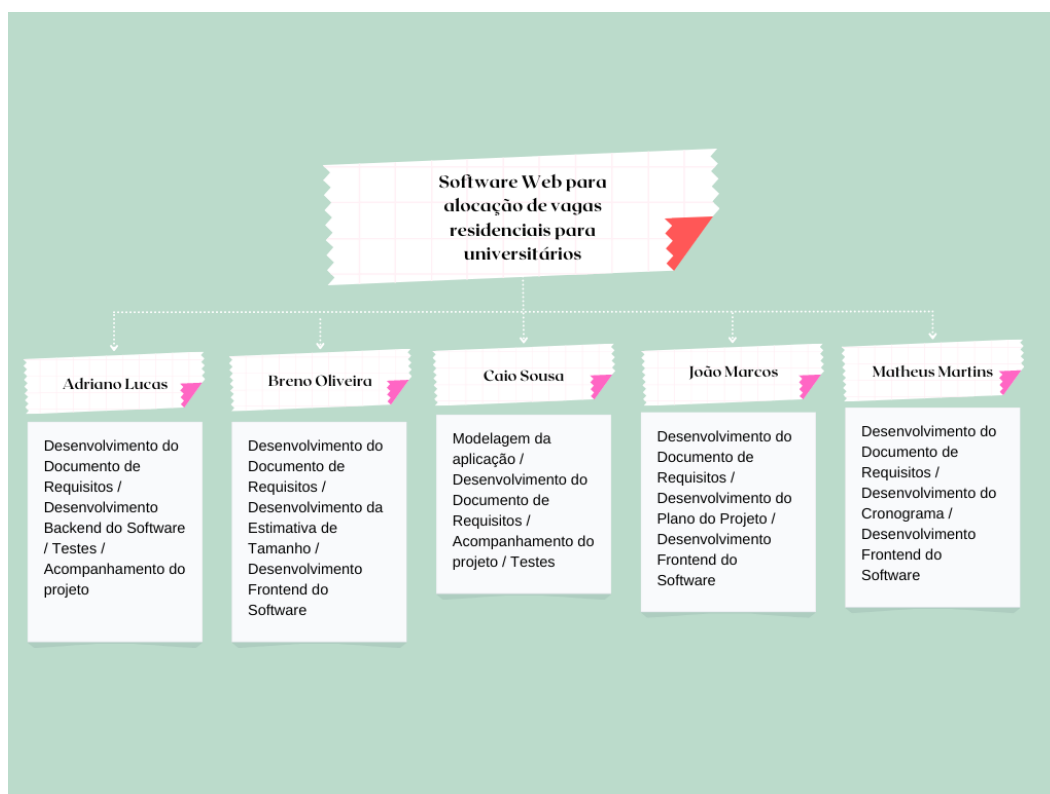 Software Web para
alocação de vagas
residenciais para
universitários
Adriano Lucas
Desenvolvimento do
Documento de
Requisitos /
Desenvolvimento
Backend do Software
/ Testes /
Acompanhamento do
projeto
Breno Oliveira
Desenvolvimento do
Documento de
Requisitos /
Desenvolvimento da
Estimativa de
Tamanho /
Desenvolvimento
Frontend do
Software
Caio Sousa
Modelagem da
aplicação /
Desenvolvimento do
Documento de
Requisitos /
Acompanhamento do
projeto / Testes
João Marcos
Desenvolvimento do
Documento de
Requisitos /
Desenvolvimento do
Plano do Projeto /
Desenvolvimento
Frontend do
Software
Matheus Martins
Desenvolvimento do
Documento de
Requisitos /
Desenvolvimento do
Cronograma /
Desenvolvimento
Frontend do
Software